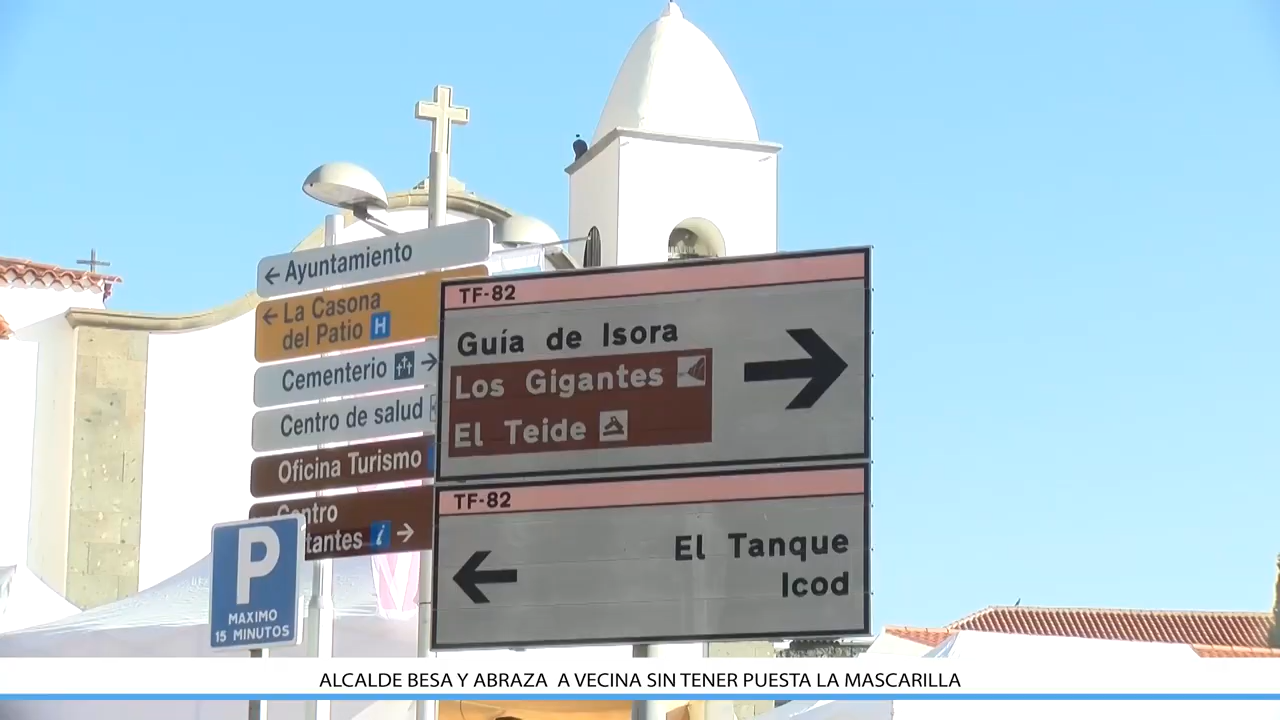 Ayuntamiento
La Casona
del Patio H
Cementerio
Centro de salud
Oficina Turismo
Centro
tantes i
P
MAXIMO
15 MINUTOS
TF-82
Guía de Isora
Los Gigantes
El Teide
TF-82
El Tanque
Icod
ALCALDE BESA Y ABRAZA A VECINA SIN TENER PUESTA LA MASCARILLA